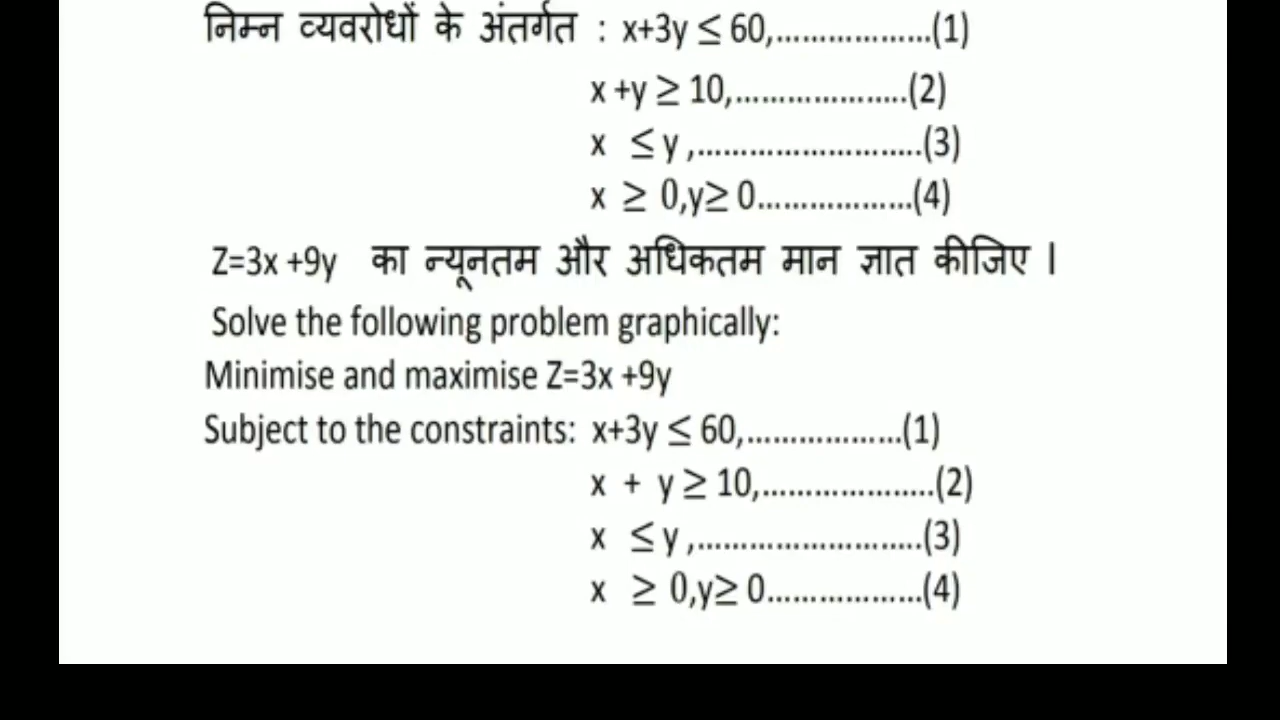 निम्न व्यवरोधों के अंतर्गत : x+3y ≤ 60,..................(1)
x +y ≥ 10,....................(2)
x ≤ y ,..........................(3)
x ≥ 0,y≥ 0..................(4)
Z=3x +9y का न्यूनतम और अधिकतम मान ज्ञात कीजिए ।
Solve the following problem graphically:
Minimise and maximise Z=3x +9y
Subject to the constraints: x+3y ≤ 60,..................(1)
x + y ≥ 10,....................(2)
x ≤ y ,..........................(3)
x ≥ 0,y≥ 0..................(4)